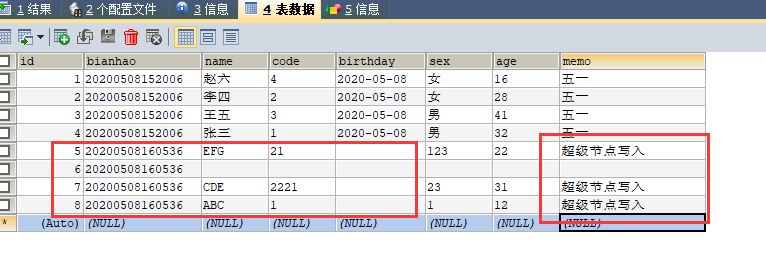 1 结果 2 个配置文件 3 信息 4 表数据 5 信息
id bianhao name code birthday sex age memo
1 20200508152006 赵六 4 2020-05-08 女 16 五一
2 20200508152006 李四 2 2020-05-08 女 28 五一
3 20200508152006 王五 3 2020-05-08 男 41 五一
4 20200508152006 张三 1 2020-05-08 男 32 五一
5 20200508160536 EFG 21 123 22 超级节点写入
6 20200508160536
7 20200508160536 CDE 2221 23 31 超级节点写入
8 20200508160536 ABC 1 1 12 超级节点写入
* (Auto) (NULL) (NULL) (NULL) (NULL) (NULL) (NULL) (NULL)